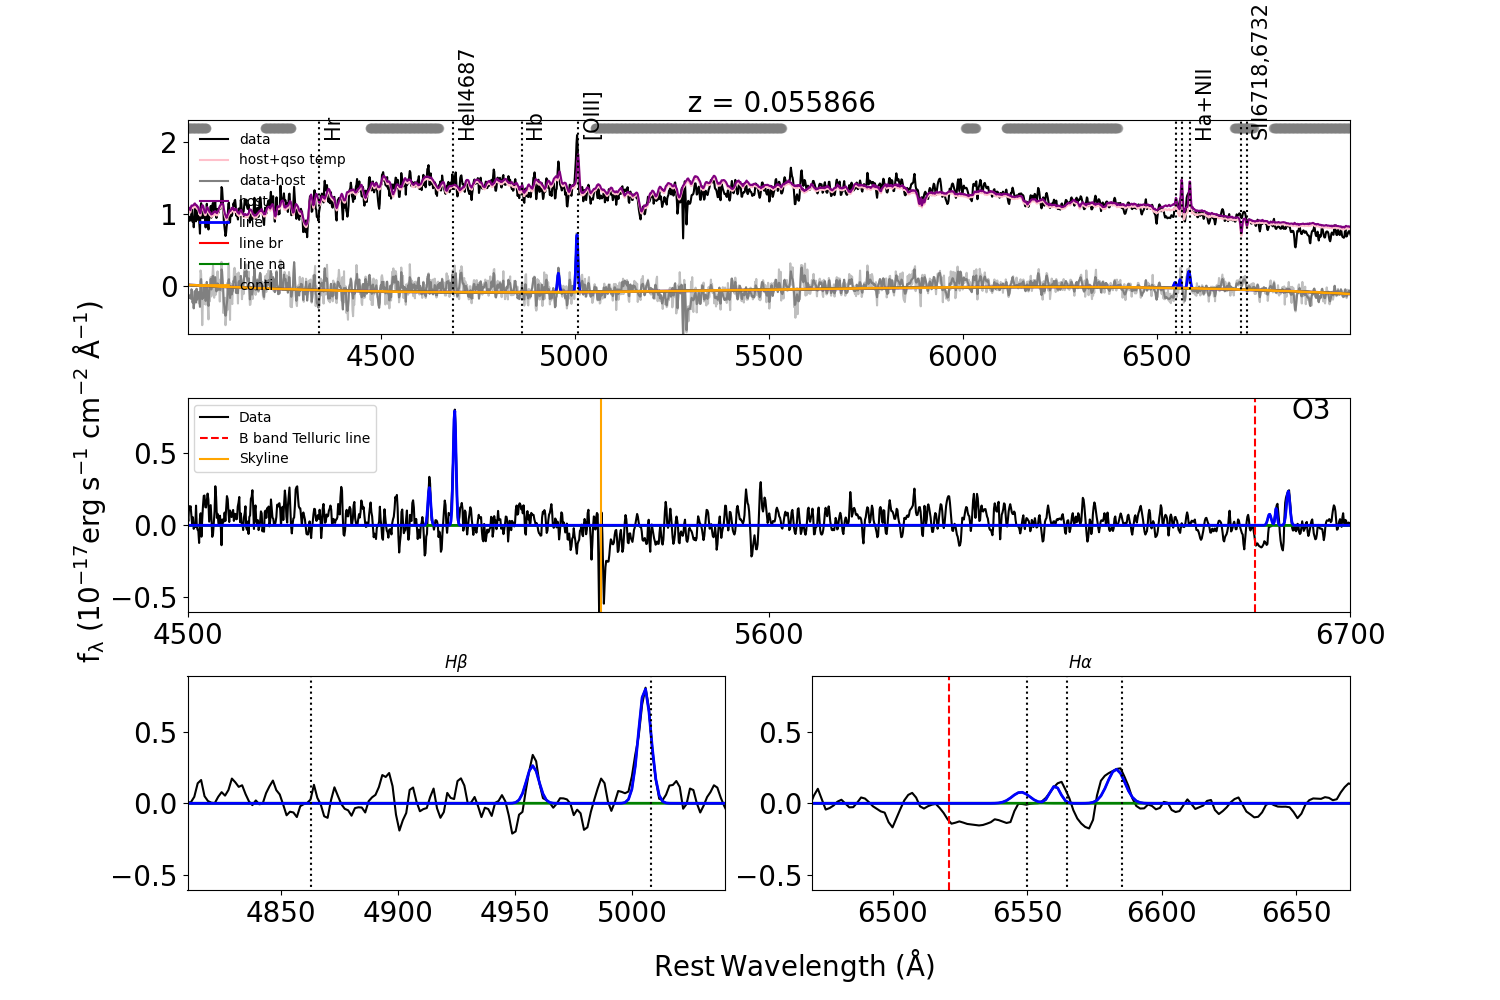 z = 0.055866
Hr
HeII4687
Hb
[OIII]
Ha+NII
SII6718,6732
data
host+qso temp
data-host
host
line
line br
line na
conti
2
1
0
4500 5000 5500 6000 6500
fλ (10⁻¹⁷erg s⁻¹ cm⁻² Å⁻¹)
O3
Data
B band Telluric line
Skyline
0.5
0.0
−0.5
4500 5600 6700
Hβ
0.5
0.0
−0.5
4850 4900 4950 5000
Hα
0.5
0.0
−0.5
6500 6550 6600 6650
Rest Wavelength (Å)